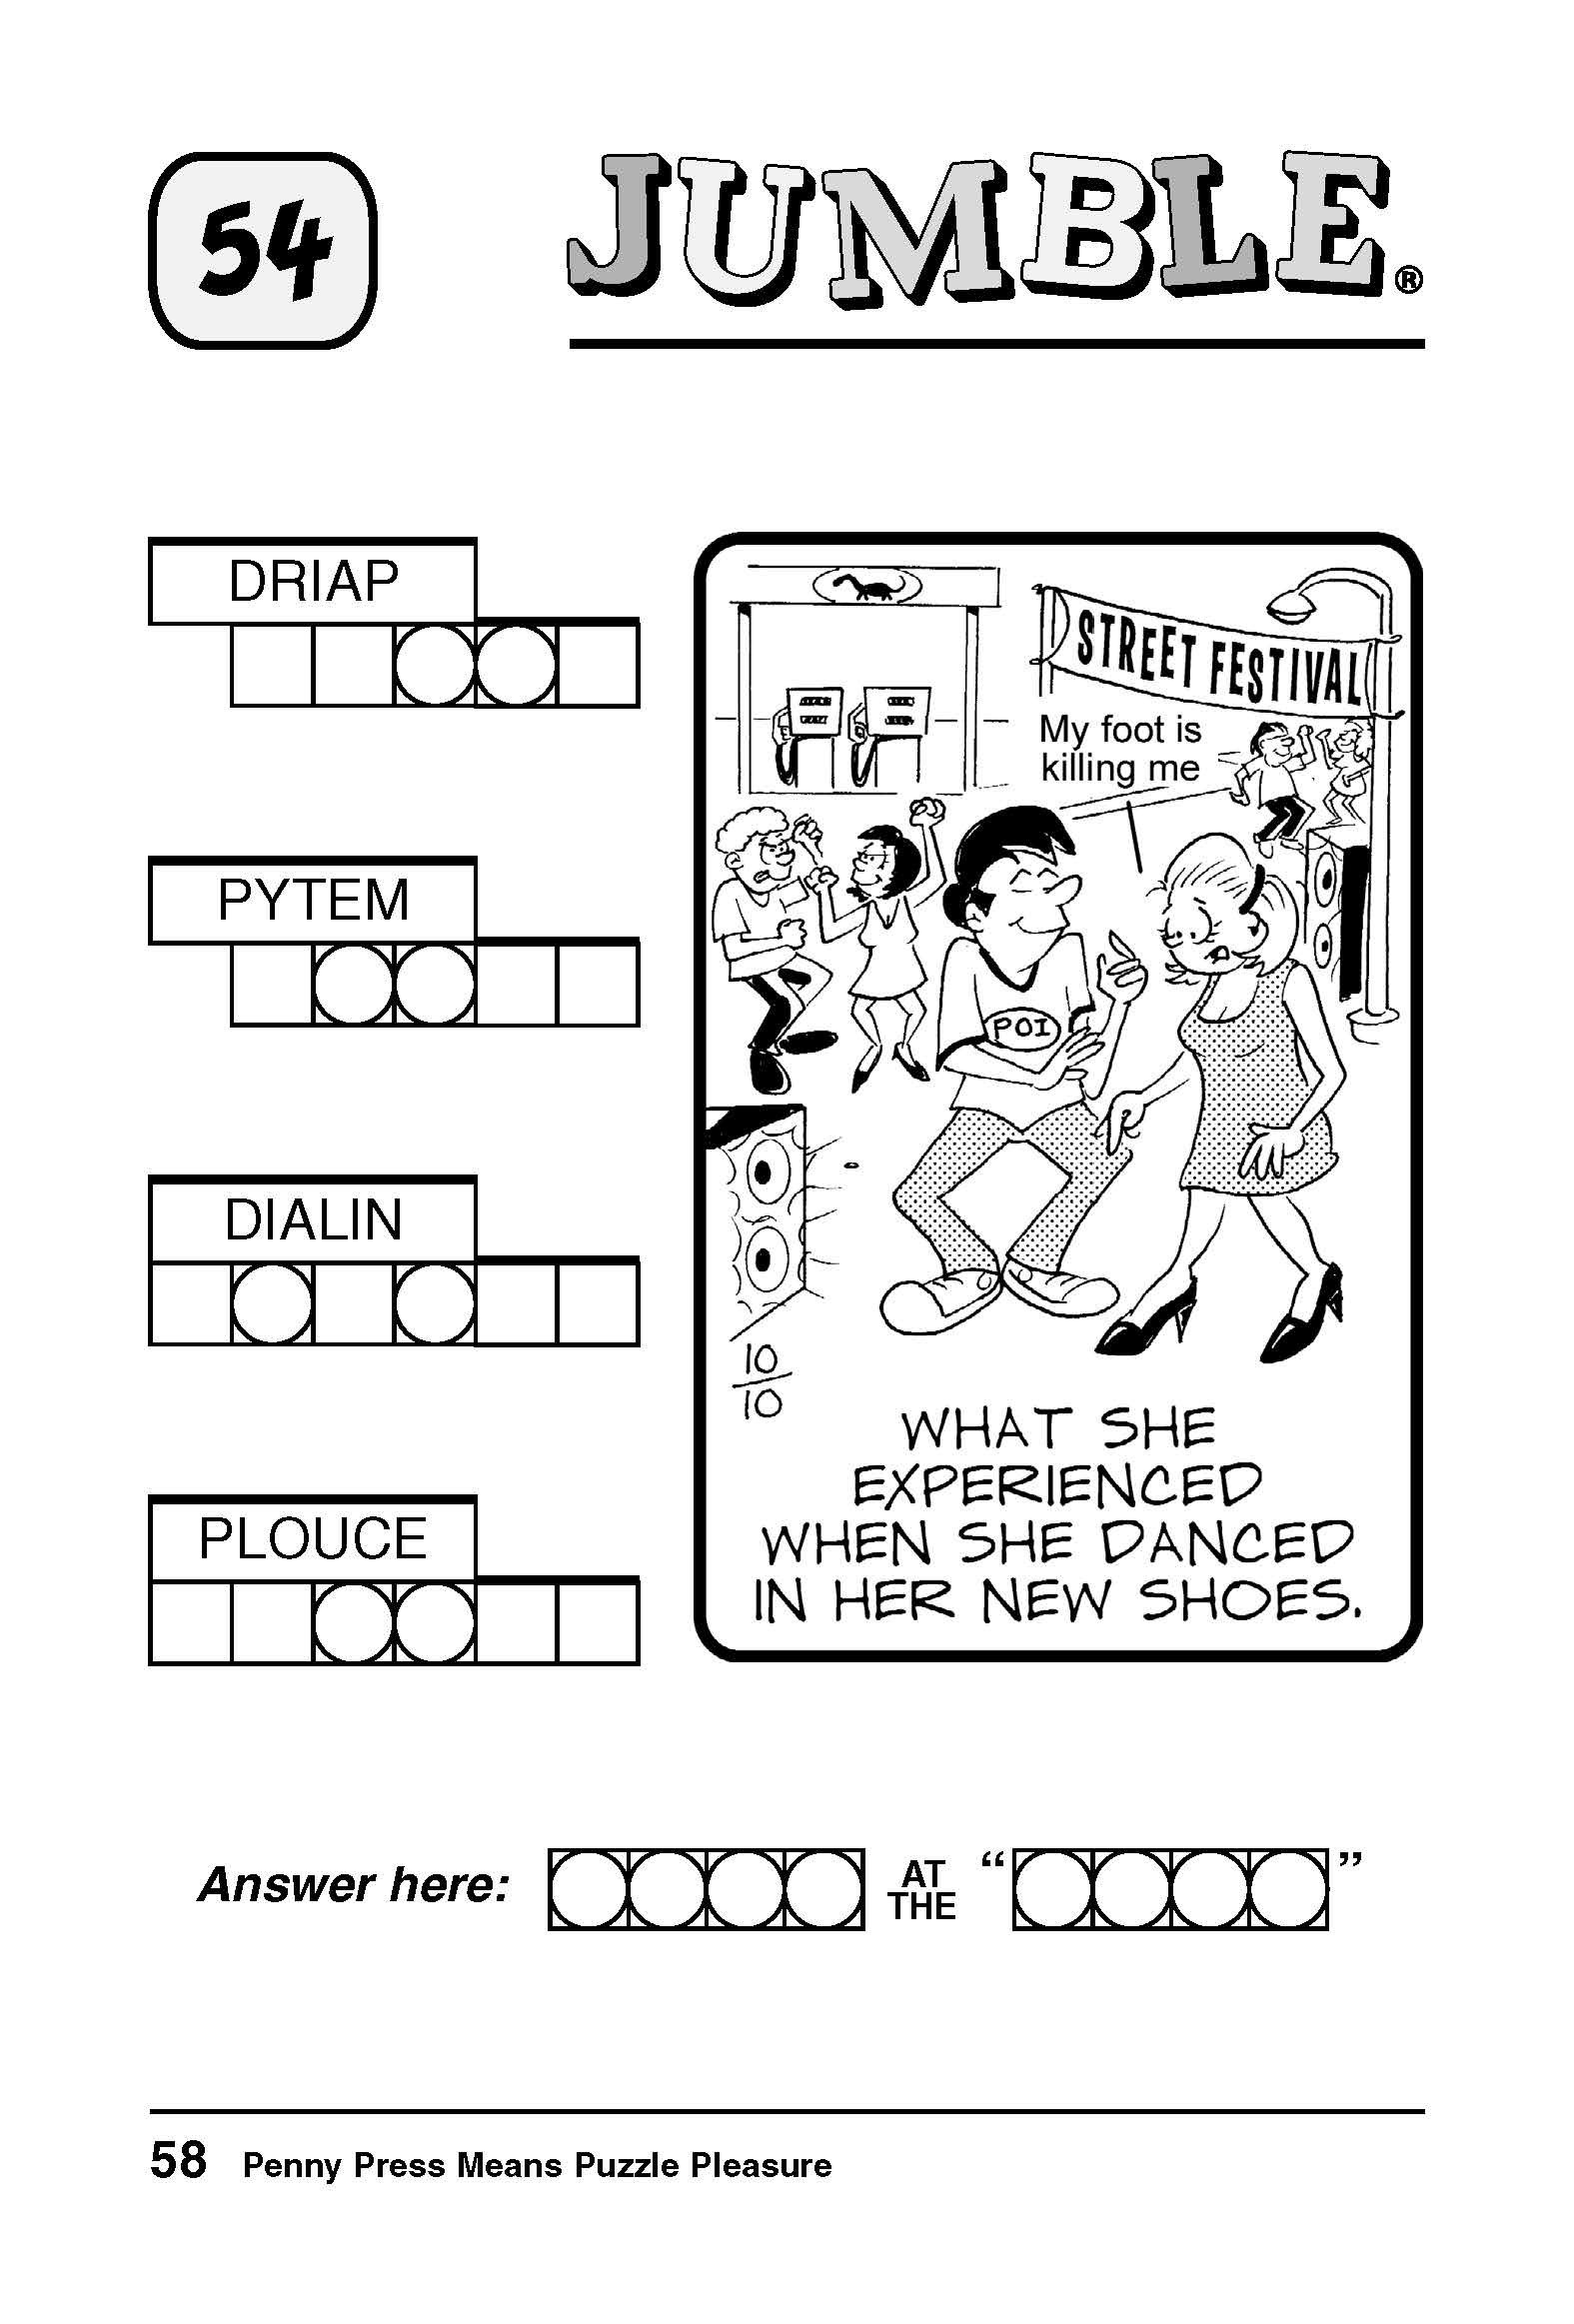 54
JUMBLE®
DRIAP
PYTEM
DIALIN
PLOUCE
STREET FESTIVAL
My foot is
killing me
POI
10
10
WHAT SHE
EXPERIENCED
WHEN SHE DANCED
IN HER NEW SHOES.
Answer here:
AT
THE
“ ”
58 Penny Press Means Puzzle Pleasure